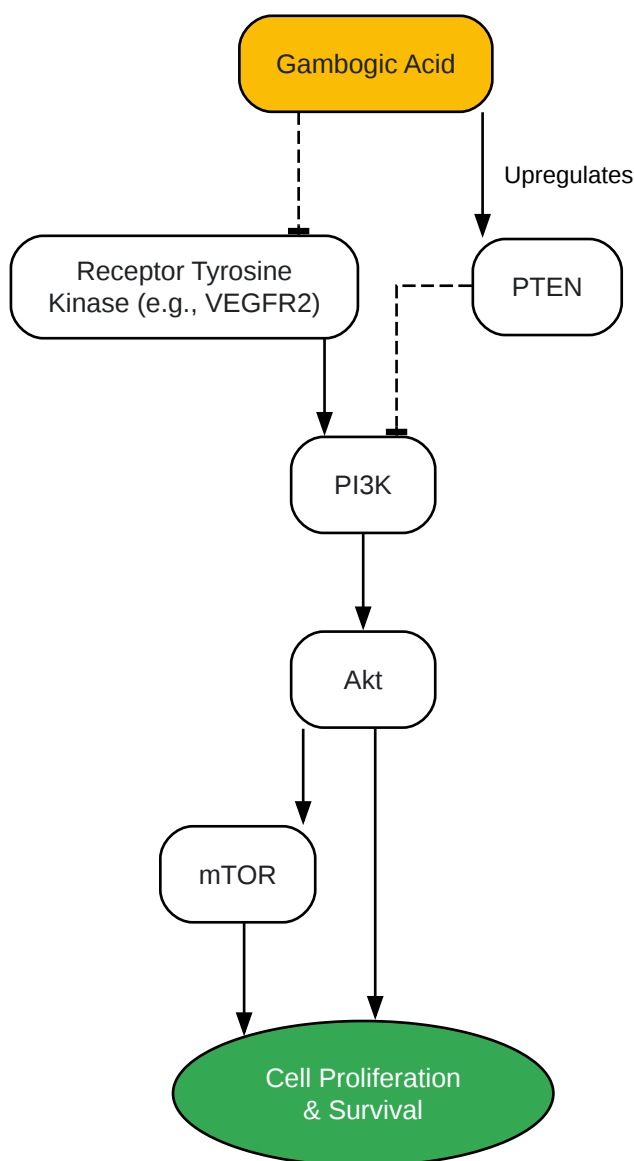 Gambogic Acid
Upregulates
Receptor Tyrosine
Kinase (e.g., VEGFR2)
PTEN
PI3K
Akt
mTOR
Cell Proliferation
& Survival